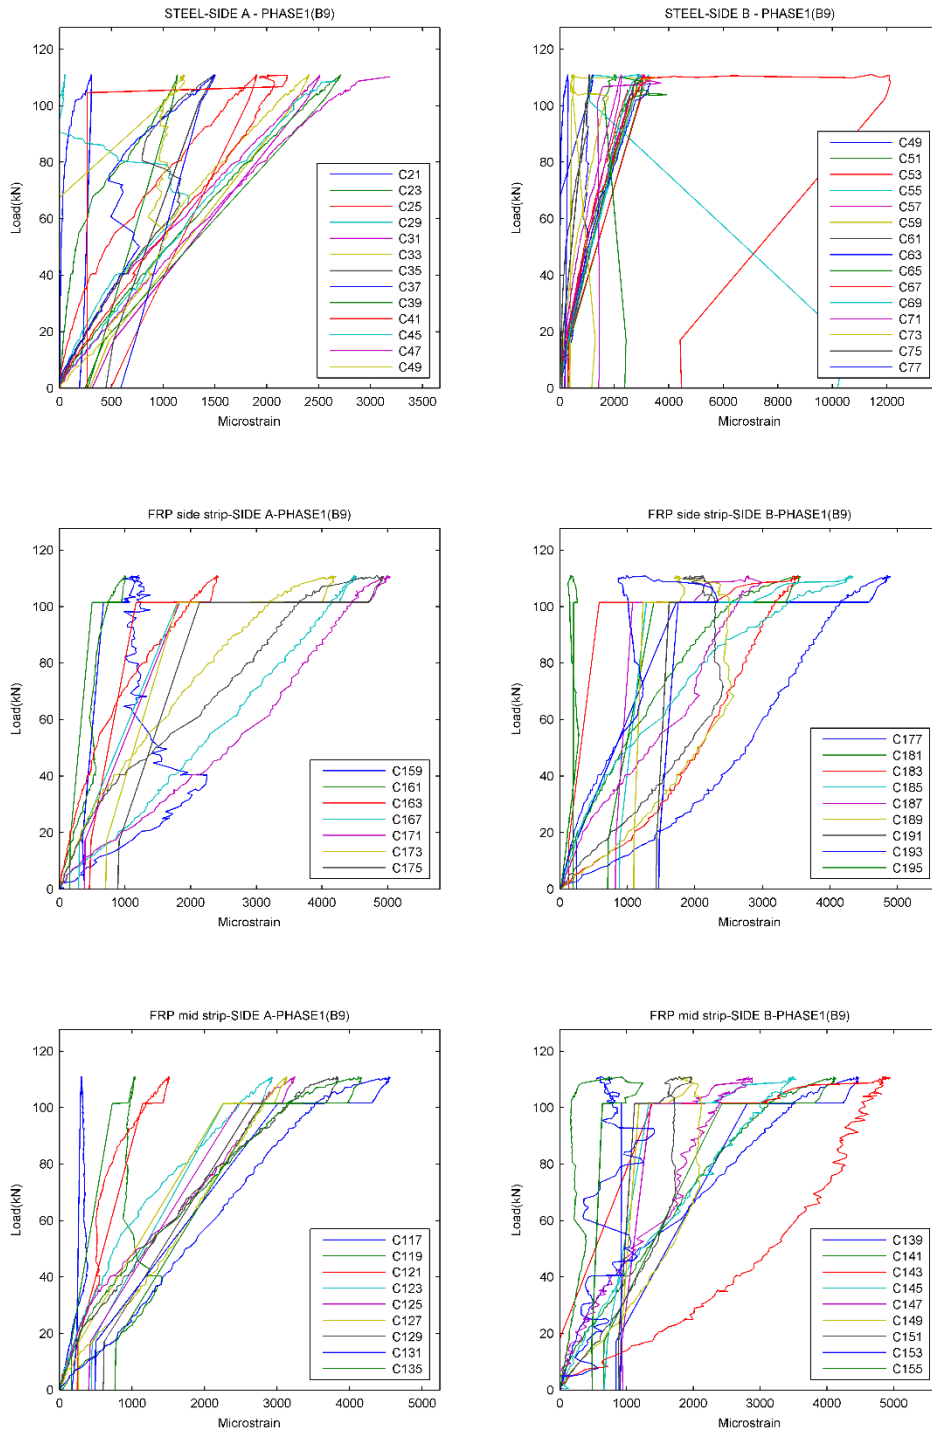 STEEL-SIDE A - PHASE1(B9)
120
100
80
60
40
20
0
Load(kN)
C21
C23
C25
C29
C31
C33
C35
C37
C39
C41
C45
C47
C49
0 500 1000 1500 2000 2500 3000 3500
Microstrain
STEEL-SIDE B - PHASE1(B9)
120
100
80
60
40
20
0
Load(kN)
C49
C51
C53
C55
C57
C59
C61
C63
C65
C67
C69
C71
C73
C75
C77
0 2000 4000 6000 8000 10000 12000
Microstrain
FRP side strip-SIDE A-PHASE1(B9)
120
100
80
60
40
20
0
Load(kN)
C159
C161
C163
C167
C171
C173
C175
0 1000 2000 3000 4000 5000
Microstrain
FRP side strip-SIDE B-PHASE1(B9)
120
100
80
60
40
20
0
Load(kN)
C177
C181
C183
C185
C187
C189
C191
C193
C195
0 1000 2000 3000 4000 5000
Microstrain
FRP mid strip-SIDE A-PHASE1(B9)
120
100
80
60
40
20
0
Load(kN)
C117
C119
C121
C123
C125
C127
C129
C131
C135
0 1000 2000 3000 4000 5000
Microstrain
FRP mid strip-SIDE B-PHASE1(B9)
120
100
80
60
40
20
0
Load(kN)
C139
C141
C143
C145
C147
C149
C151
C153
C155
0 1000 2000 3000 4000 5000
Microstrain